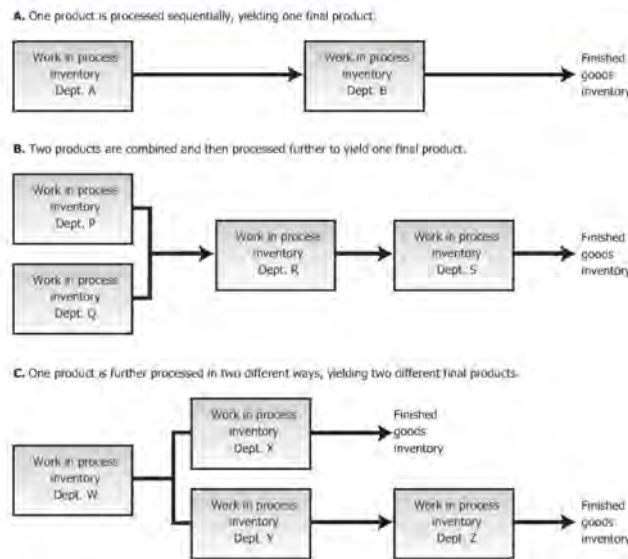 A. One product is processed sequentially, yielding one final product.
Work in process
inventory
Dept. A
Work in process
inventory
Dept. B
Finished
goods
inventory
B. Two products are combined and then processed further to yield one final product.
Work in process
inventory
Dept. P
Work in process
inventory
Dept. Q
Work in process
inventory
Dept. R
Work in process
inventory
Dept. S
Finished
goods
inventory
C. One product is further processed in two different ways, yielding two different final products.
Work in process
inventory
Dept. W
Work in process
inventory
Dept. X
Finished
goods
inventory
Work in process
inventory
Dept. Y
Work in process
inventory
Dept. Z
Finished
goods
inventory